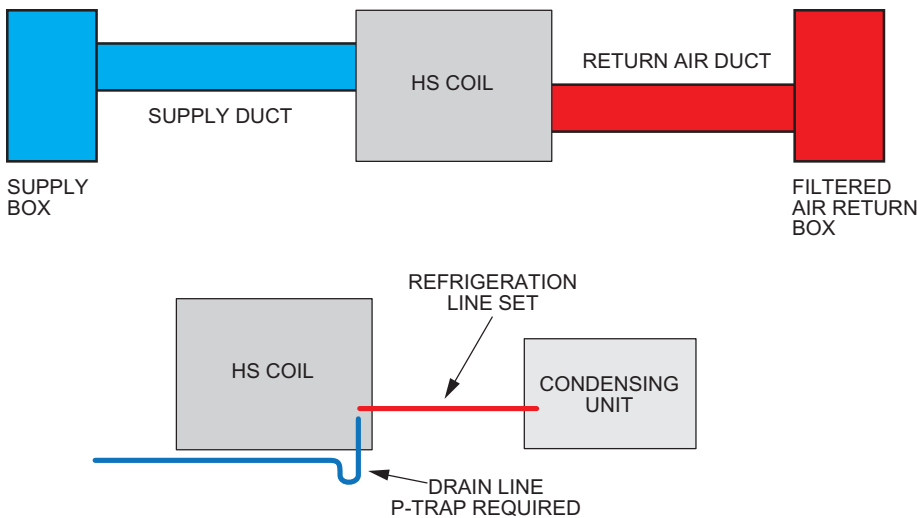 HS COIL
RETURN AIR DUCT
SUPPLY DUCT
SUPPLY
BOX
FILTERED
AIR RETURN
BOX
REFRIGERATION
LINE SET
HS COIL
CONDENSING
UNIT
DRAIN LINE
P-TRAP REQUIRED